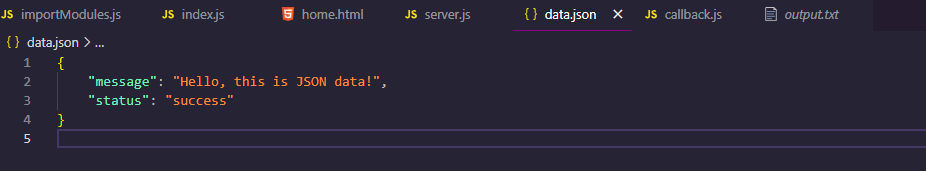 JS importModules.js JS index.js home.html JS server.js { } data.json × JS callback.js output.txt
{ } data.json > ...
1 {
2     "message": "Hello, this is JSON data!",
3     "status": "success"
4 }
5